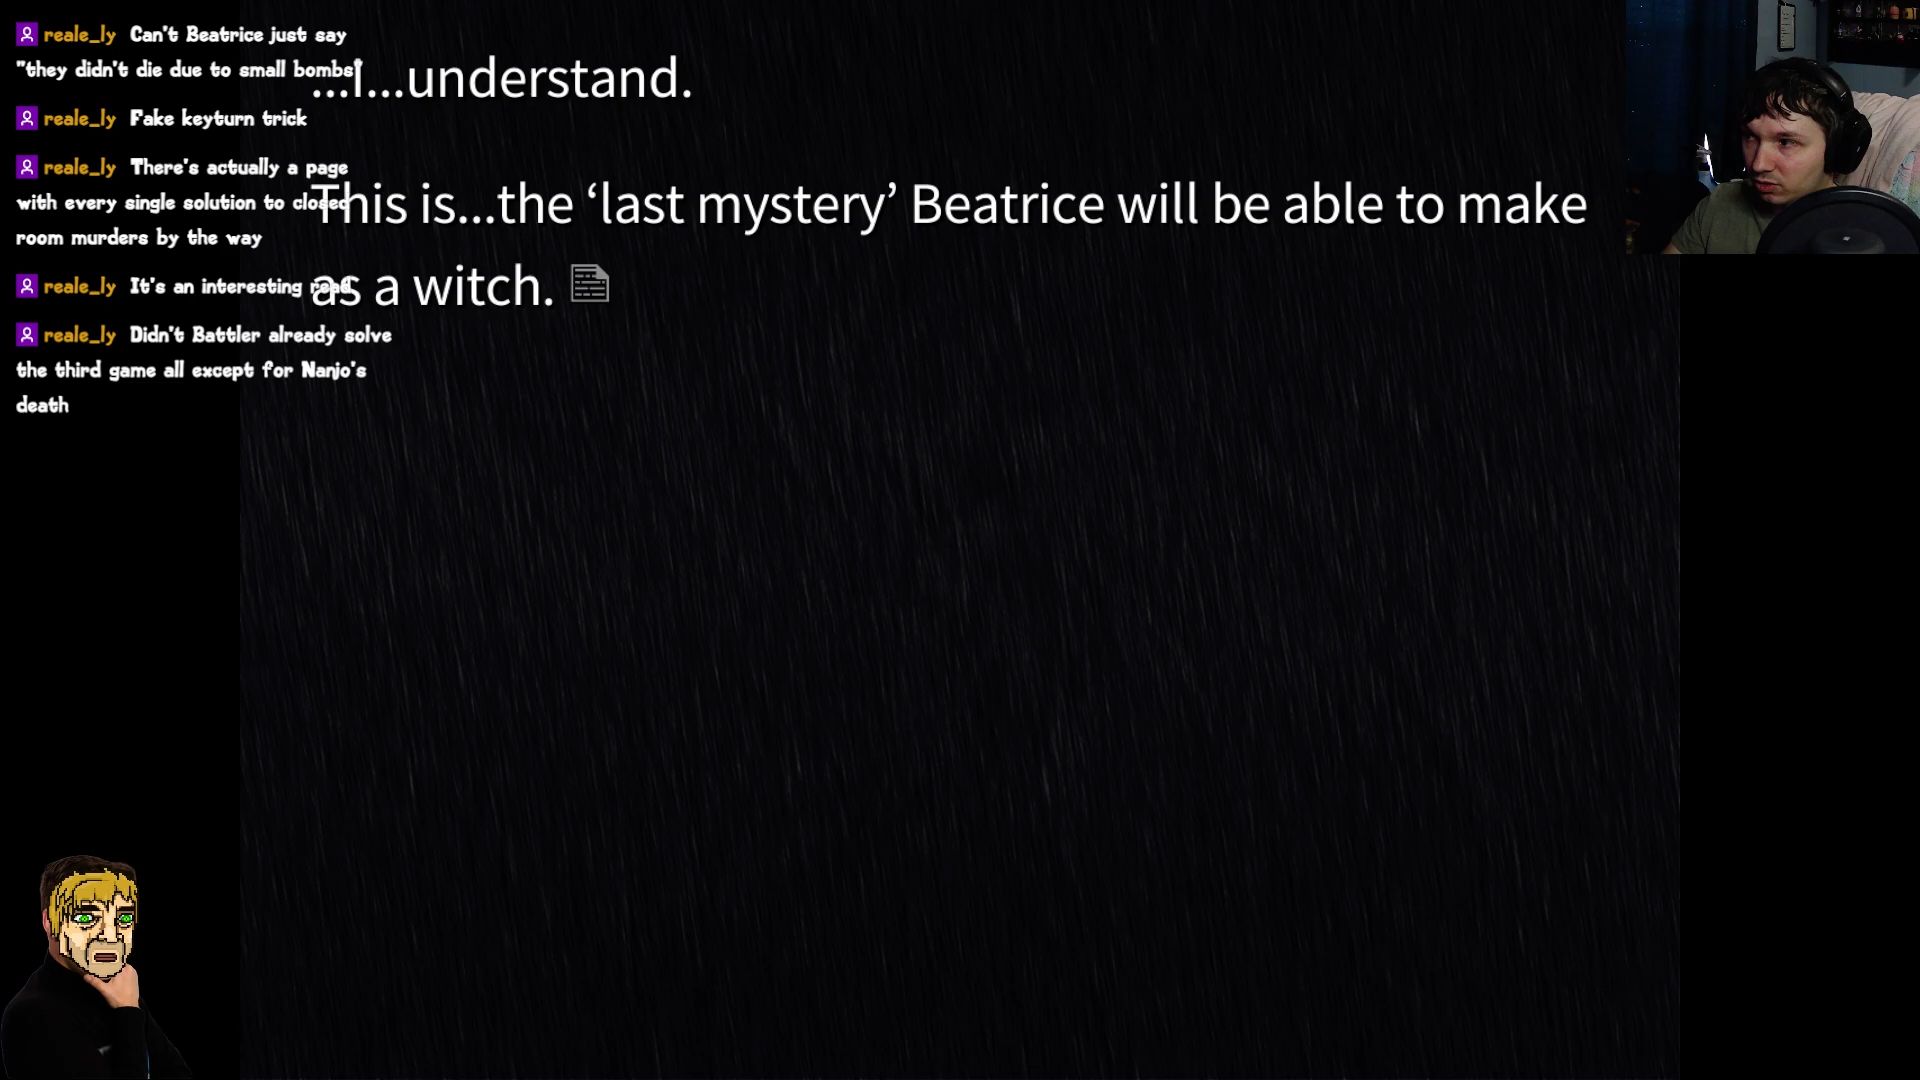 reale_ly Can't Beatrice just say
"they didn't die due to small bombs"
reale_ly Fake keyturn trick
reale_ly There's actually a page
with every single solution to closed
room murders by the way
reale_ly It's an interesting read
reale_ly Didn't Battler already solve
the third game all except for Nanjo's
death
...I...understand.
This is...the ‘last mystery’ Beatrice will be able to make
as a witch.